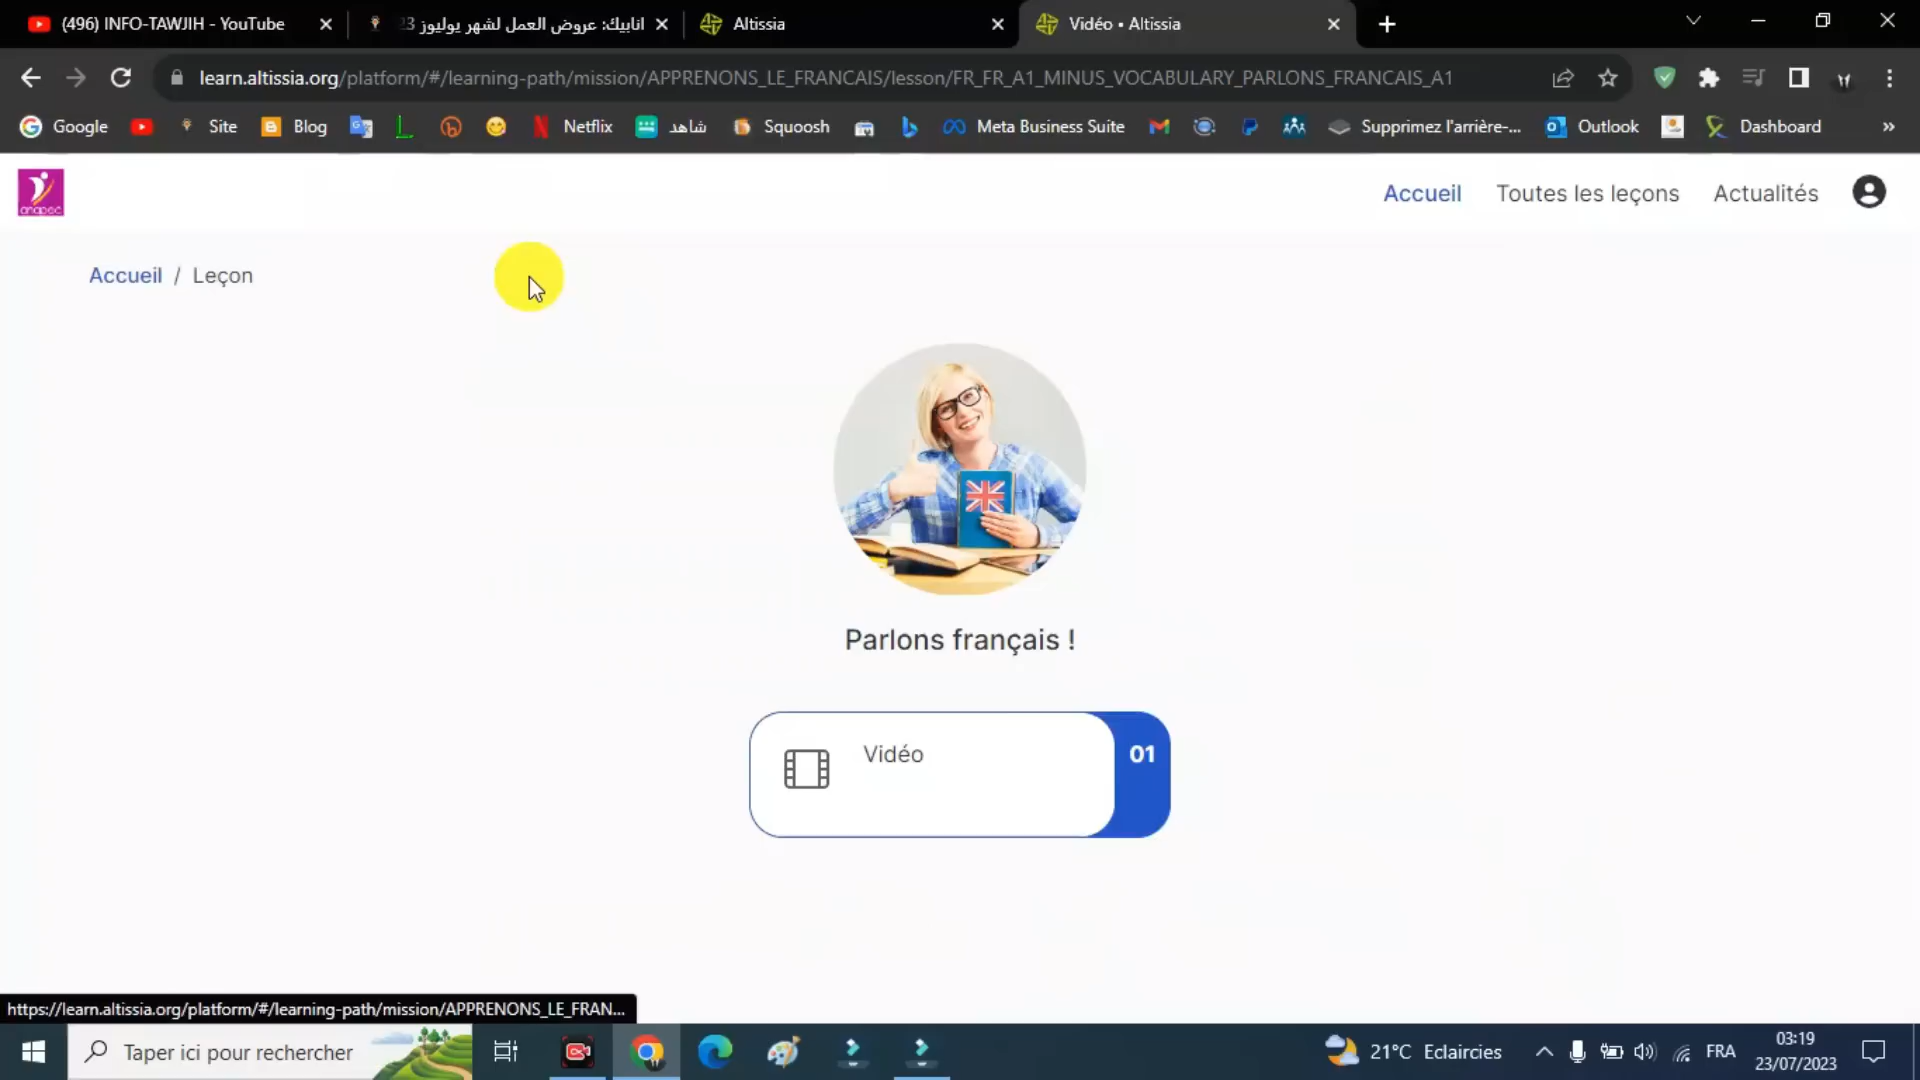 (496) INFO-TAWJIH - YouTube
انابيك: عروض العمل لشهر يوليوز 23
Altissia
Vidéo • Altissia
learn.altissia.org/platform/#/learning-path/mission/APPRENONS_LE_FRANCAIS/lesson/FR_FR_A1_MINUS_VOCABULARY_PARLONS_FRANCAIS_A1
Google Site Blog Netflix شاهد Squoosh Meta Business Suite Supprimez l'arrière-... Outlook Dashboard »
anapec
Accueil Toutes les leçons Actualités
Accueil / Leçon
Parlons français !
Vidéo
01
https://learn.altissia.org/platform/#/learning-path/mission/APPRENONS_LE_FRAN...
Taper ici pour rechercher
21°C Eclaircies
FRA
03:19
23/07/2023